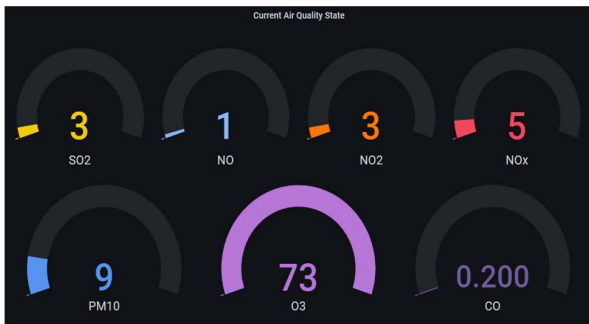 Current Air Quality State
3
1
3
5
SO2
NO
NO2
NOx
9
73
0.200
PM10
O3
CO